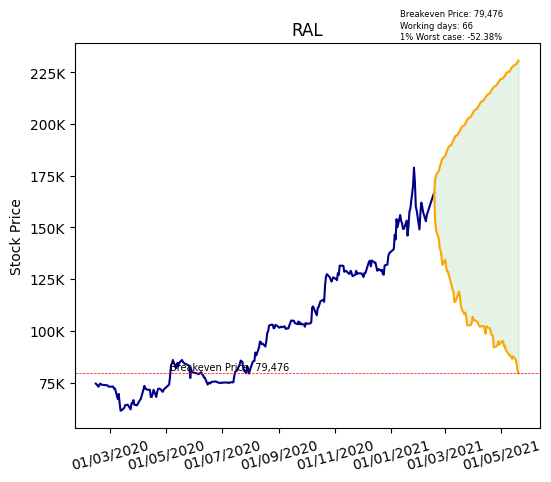 Breakeven Price: 79,476
Working days: 66
1% Worst case: -52.38%
RAL
Stock Price
225K
200K
175K
150K
125K
100K
75K
Breakeven Price: 79,476
01/03/2020
01/05/2020
01/07/2020
01/09/2020
01/11/2020
01/01/2021
01/03/2021
01/05/2021